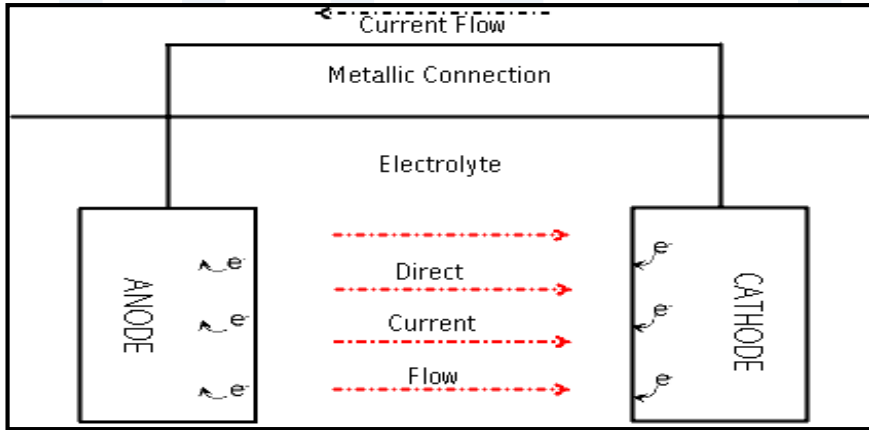 Current Flow
Metallic Connection
Electrolyte
ANODE
e-
e-
e-
Direct
Current
Flow
e-
e-
e-
CATHODE